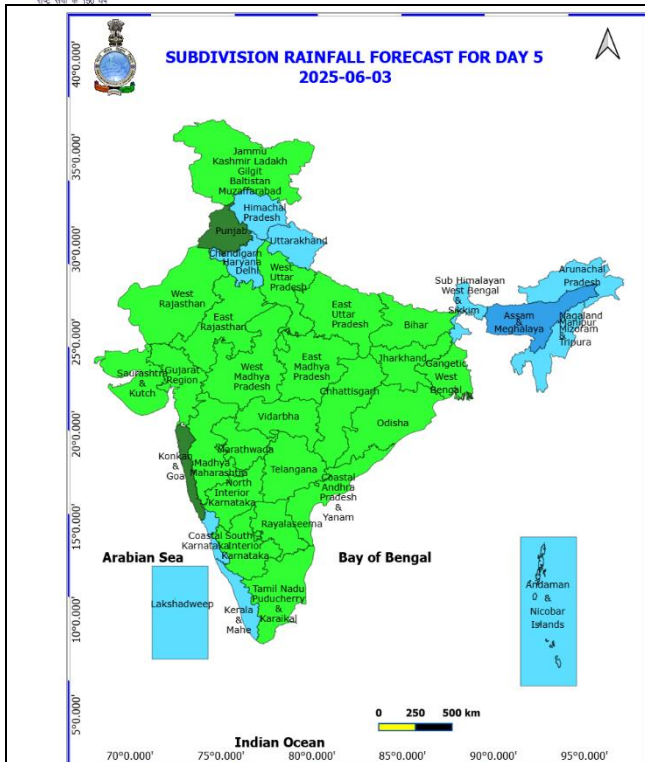 राष्ट्र सेवा के 150 वर्ष
SUBDIVISION RAINFALL FORECAST FOR DAY 5
2025-06-03
40°0.000'
35°0.000'
30°0.000'
25°0.000'
20°0.000'
15°0.000'
10°0.000'
5°0.000'
Jammu
Kashmir Ladakh
Gilgit
Baltistan
Muzaffarabad
Himachal
Pradesh
Punjab
Uttarakhand
Chandigarh
Haryana
Delhi
West
Uttar
Pradesh
Arunachal
Pradesh
Sub Himalayan
West Bengal
&
Sikkim
West
Rajasthan
East
Rajasthan
East
Uttar
Pradesh
Bihar
Assam
&
Meghalaya
Nagaland
Manipur
Mizoram
&
Tripura
Saurashtra
&
Kutch
Gujarat
Region
West
Madhya
Pradesh
East
Madhya
Pradesh
Jharkhand
Gangetic
West
Bengal
Chhattisgarh
Vidarbha
Odisha
Konkan
&
Goa
Madhya
Maharashtra
Marathwada
North
Interior
Karnataka
Telangana
Coastal
Andhra
Pradesh
&
Yanam
Rayalaseema
Coastal
Karnataka
South
Interior
Karnataka
Arabian Sea
Bay of Bengal
Lakshadweep
Kerala
&
Mahe
Tamil Nadu
Puducherry
&
Karaikal
Andaman
&
Nicobar
Islands
0 250 500 km
Indian Ocean
70°0.000' 75°0.000' 80°0.000' 85°0.000' 90°0.000' 95°0.000'